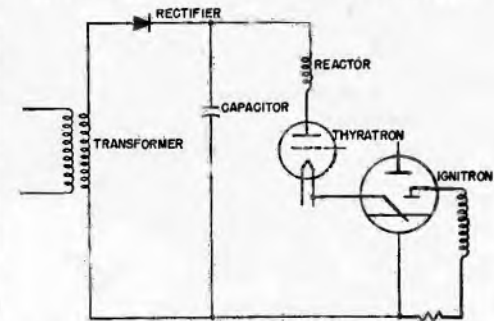 RECTIFIER
REACTOR
CAPACITOR
THYRATRON
TRANSFORMER
IGNITRON